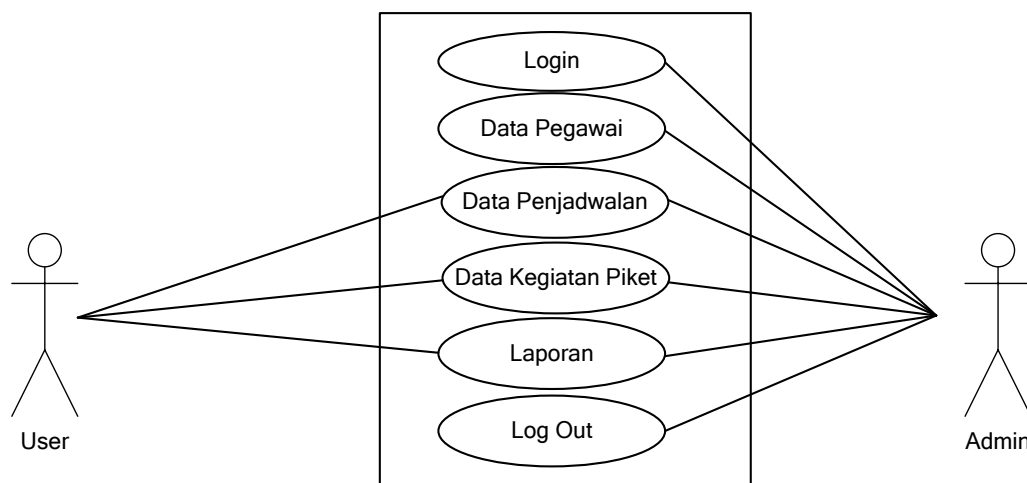 Login
Data Pegawai
Data Penjadwalan
Data Kegiatan Piket
Laporan
Log Out
User
Admin